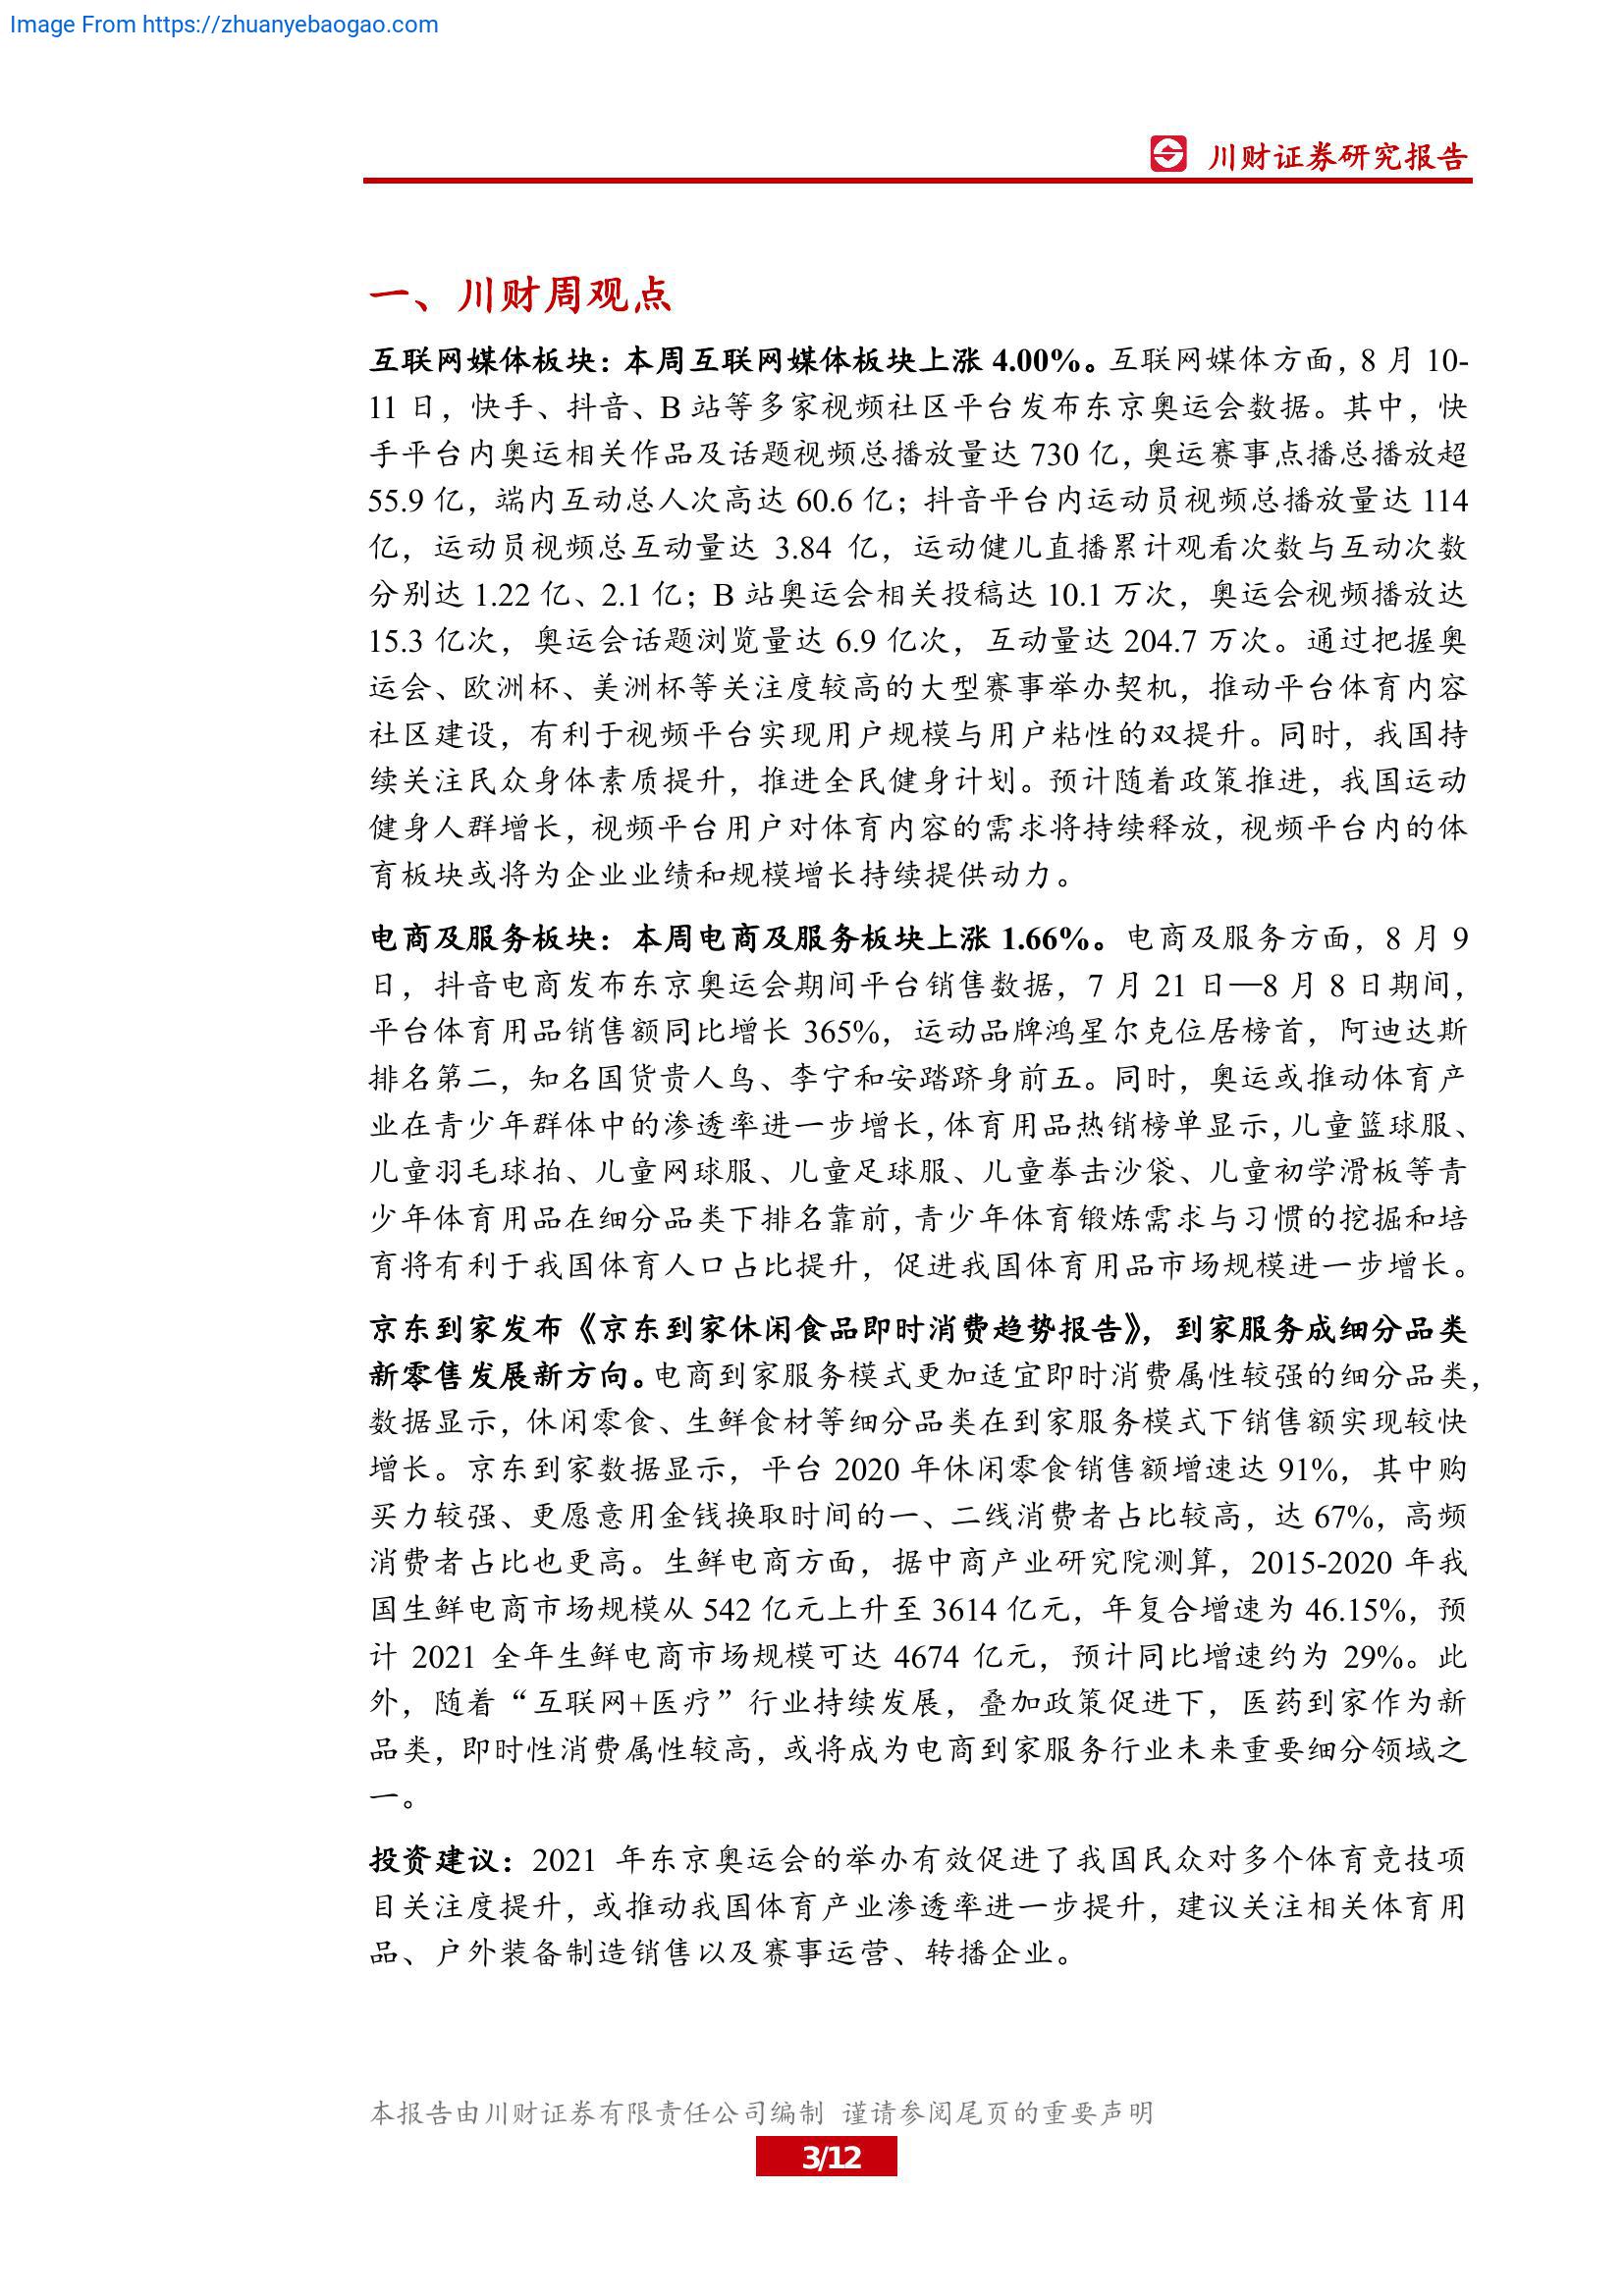 Image From https://zhuanyebaogao.com
川财证券研究报告
一、川财周观点
互联网媒体板块：本周互联网媒体板块上涨 4.00%。互联网媒体方面，8 月 10-
11 日，快手、抖音、B 站等多家视频社区平台发布东京奥运会数据。其中，快
手平台内奥运相关作品及话题视频总播放量达 730 亿，奥运赛事点播总播放超
55.9 亿，端内互动总人次高达 60.6 亿；抖音平台内运动员视频总播放量达 114
亿，运动员视频总互动量达 3.84 亿，运动健儿直播累计观看次数与互动次数
分别达 1.22 亿、2.1 亿；B 站奥运会相关投稿达 10.1 万次，奥运会视频播放达
15.3 亿次，奥运会话题浏览量达 6.9 亿次，互动量达 204.7 万次。通过把握奥
运会、欧洲杯、美洲杯等关注度较高的大型赛事举办契机，推动平台体育内容
社区建设，有利于视频平台实现用户规模与用户粘性的双提升。同时，我国持
续关注民众身体素质提升，推进全民健身计划。预计随着政策推进，我国运动
健身人群增长，视频平台用户对体育内容的需求将持续释放，视频平台内的体
育板块或将为企业业绩和规模增长持续提供动力。
电商及服务板块：本周电商及服务板块上涨 1.66%。电商及服务方面，8 月 9
日，抖音电商发布东京奥运会期间平台销售数据，7 月 21 日—8 月 8 日期间，
平台体育用品销售额同比增长 365%，运动品牌鸿星尔克位居榜首，阿迪达斯
排名第二，知名国货贵人鸟、李宁和安踏跻身前五。同时，奥运或推动体育产
业在青少年群体中的渗透率进一步增长，体育用品热销榜单显示，儿童篮球服、
儿童羽毛球拍、儿童网球服、儿童足球服、儿童拳击沙袋、儿童初学滑板等青
少年体育用品在细分品类下排名靠前，青少年体育锻炼需求与习惯的挖掘和培
育将有利于我国体育人口占比提升，促进我国体育用品市场规模进一步增长。
京东到家发布《京东到家休闲食品即时消费趋势报告》，到家服务成细分品类
新零售发展新方向。电商到家服务模式更加适宜即时消费属性较强的细分品类，
数据显示，休闲零食、生鲜食材等细分品类在到家服务模式下销售额实现较快
增长。京东到家数据显示，平台 2020 年休闲零食销售额增速达 91%，其中购
买力较强、更愿意用金钱换取时间的一、二线消费者占比较高，达 67%，高频
消费者占比也更高。生鲜电商方面，据中商产业研究院测算，2015-2020 年我
国生鲜电商市场规模从 542 亿元上升至 3614 亿元，年复合增速为 46.15%，预
计 2021 全年生鲜电商市场规模可达 4674 亿元，预计同比增速约为 29%。此
外，随着“互联网+医疗”行业持续发展，叠加政策促进下，医药到家作为新
品类，即时性消费属性较高，或将成为电商到家服务行业未来重要细分领域之
一。
投资建议：2021 年东京奥运会的举办有效促进了我国民众对多个体育竞技项
目关注度提升，或推动我国体育产业渗透率进一步提升，建议关注相关体育用
品、户外装备制造销售以及赛事运营、转播企业。
本报告由川财证券有限责任公司编制 谨请参阅尾页的重要声明
3/12